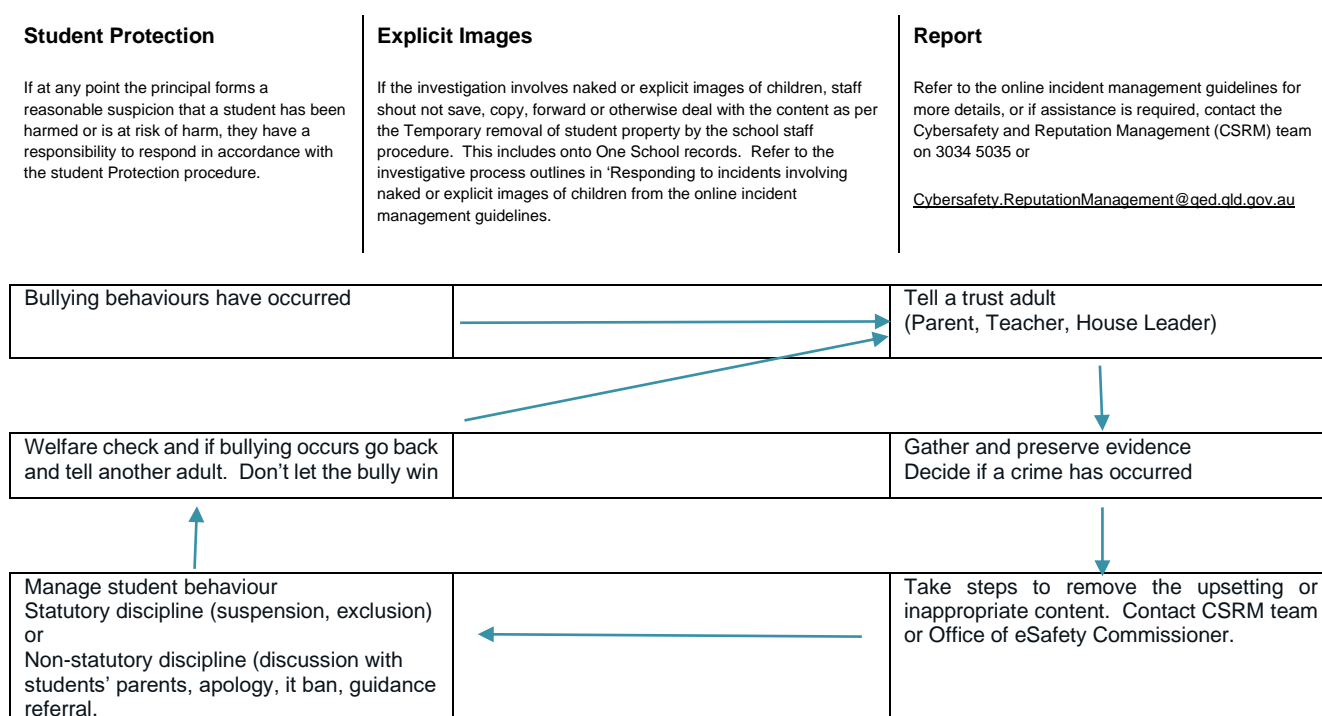 Student Protection
If at any point the principal forms a
reasonable suspicion that a student has been
harmed or is at risk of harm, they have a
responsibility to respond in accordance with
the student Protection procedure.
Explicit Images
If the investigation involves naked or explicit images of children, staff
shout not save, copy, forward or otherwise deal with the content as per
the Temporary removal of student property by the school staff
procedure. This includes onto One School records. Refer to the
investigative process outlines in ‘Responding to incidents involving
naked or explicit images of children from the online incident
management guidelines.
Report
Refer to the online incident management guidelines for
more details, or if assistance is required, contact the
Cybersafety and Reputation Management (CSRM) team
on 3034 5035 or
Cybersafety.ReputationManagement@qed.qld.gov.au
Bullying behaviours have occurred
Tell a trust adult
(Parent, Teacher, House Leader)
Welfare check and if bullying occurs go back
and tell another adult. Don’t let the bully win
Gather and preserve evidence
Decide if a crime has occurred
Manage student behaviour
Statutory discipline (suspension, exclusion)
or
Non-statutory discipline (discussion with
students’ parents, apology, it ban, guidance
referral.
Take steps to remove the upsetting or
inappropriate content. Contact CSRM team
or Office of eSafety Commissioner.